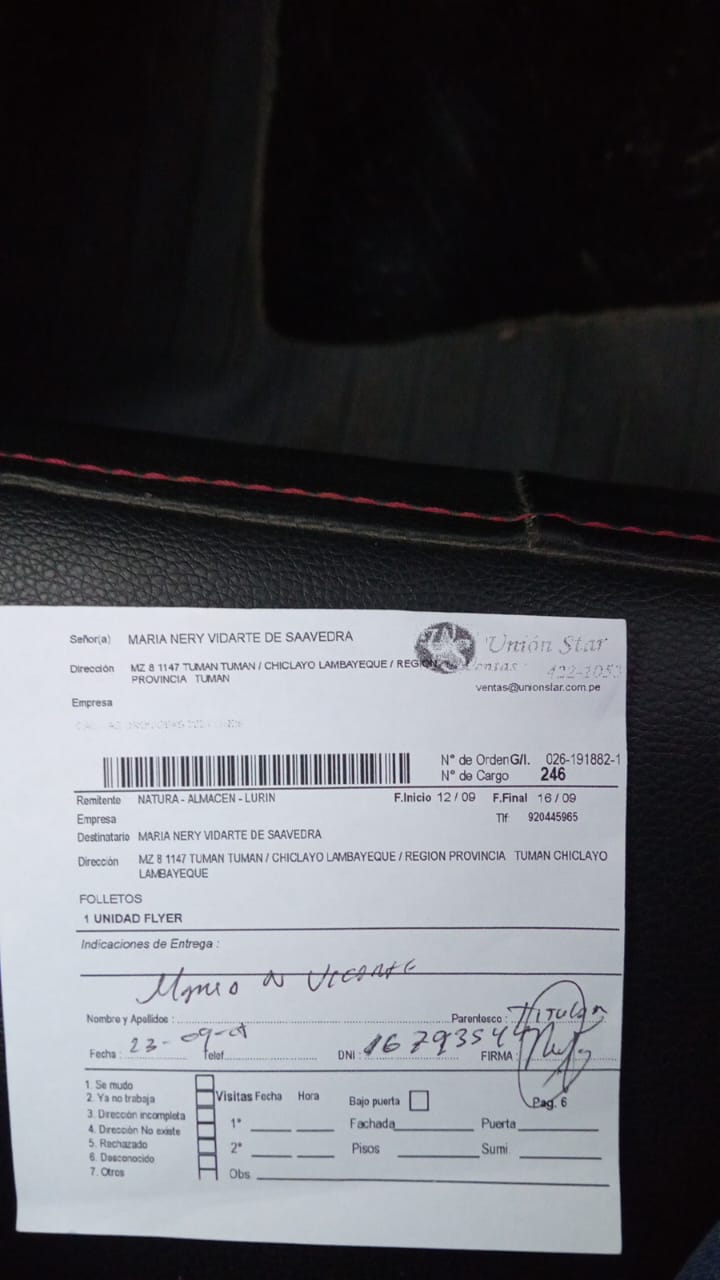 Señor(a) MARIA NERY VIDARTE DE SAAVEDRA
Unión Star
Dirección MZ 8 1147 TUMAN TUMAN / CHICLAYO LAMBAYEQUE / REGION
PROVINCIA TUMAN
Ventas: 422-1053
ventas@unionstar.com.pe
Empresa
N° de OrdenG/I. 026-191882-1
N° de Cargo 246
Remitente NATURA - ALMACEN - LURIN F.Inicio 12 / 09 F.Final 16 / 09
Empresa Tlf 920445965
Destinatario MARIA NERY VIDARTE DE SAAVEDRA
Dirección MZ 8 1147 TUMAN TUMAN / CHICLAYO LAMBAYEQUE / REGION PROVINCIA TUMAN CHICLAYO
LAMBAYEQUE
FOLLETOS
1 UNIDAD FLYER
Indicaciones de Entrega :
Nombre y Apellidos : Parentesco : Titular
Fecha : 23- Telef DNI : 16793544 FIRMA :
1. Se mudo
2. Ya no trabaja Visitas Fecha Hora Bajo puerta Pag. 6
3. Dirección incompleta 1° Fachada Puerta
4. Dirección No existe
5. Rechazado 2° Pisos Sumi.
6. Desconocido
7. Otros Obs